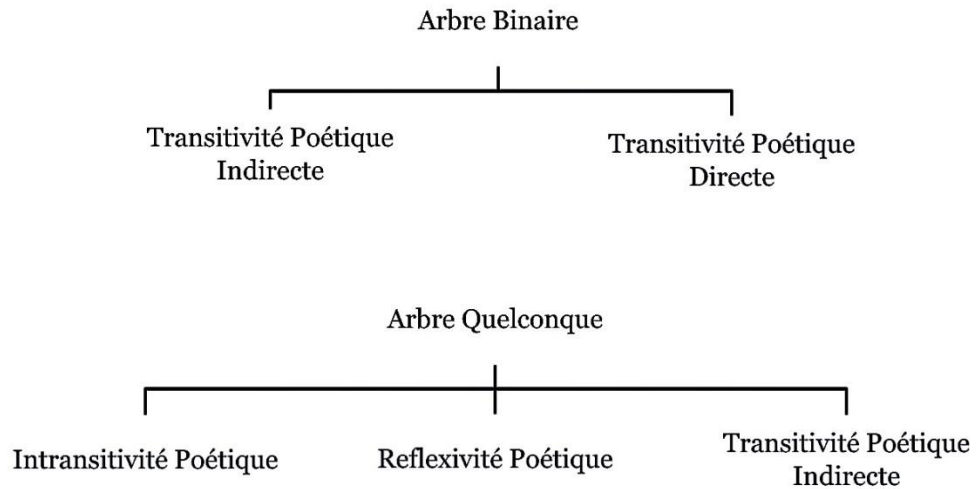 Arbre Binaire
Transitivité Poétique
Indirecte
Transitivité Poétique
Directe
Arbre Quelconque
Intransitivité Poétique
Reflexivité Poétique
Transitivité Poétique
Indirecte